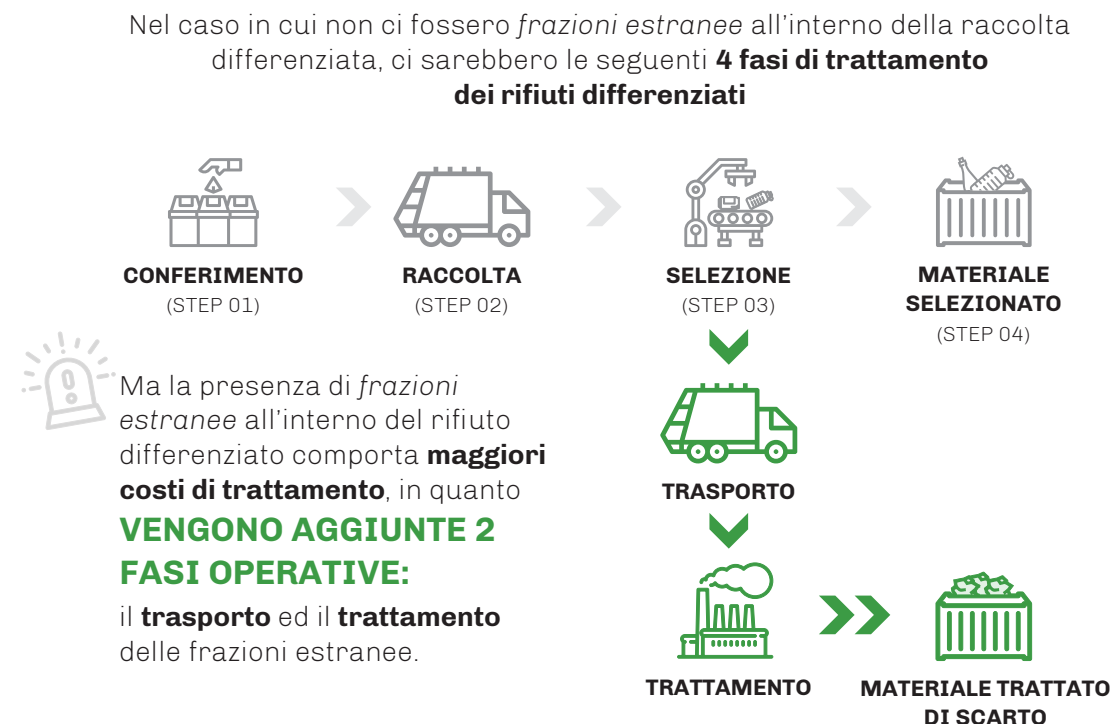 Nel caso in cui non ci fossero frazioni estranee all'interno della raccolta
differenziata, ci sarebbero le seguenti 4 fasi di trattamento
dei rifiuti differenziati
CONFERIMENTO
(STEP 01)
RACCOLTA
(STEP 02)
SELEZIONE
(STEP 03)
MATERIALE
SELEZIONATO
(STEP 04)
Ma la presenza di frazioni
estranee all'interno del rifiuto
differenziato comporta maggiori
costi di trattamento, in quanto
VENGONO AGGIUNTE 2
FASI OPERATIVE:
il trasporto ed il trattamento
delle frazioni estranee.
TRASPORTO
TRATTAMENTO
MATERIALE TRATTATO
DI SCARTO